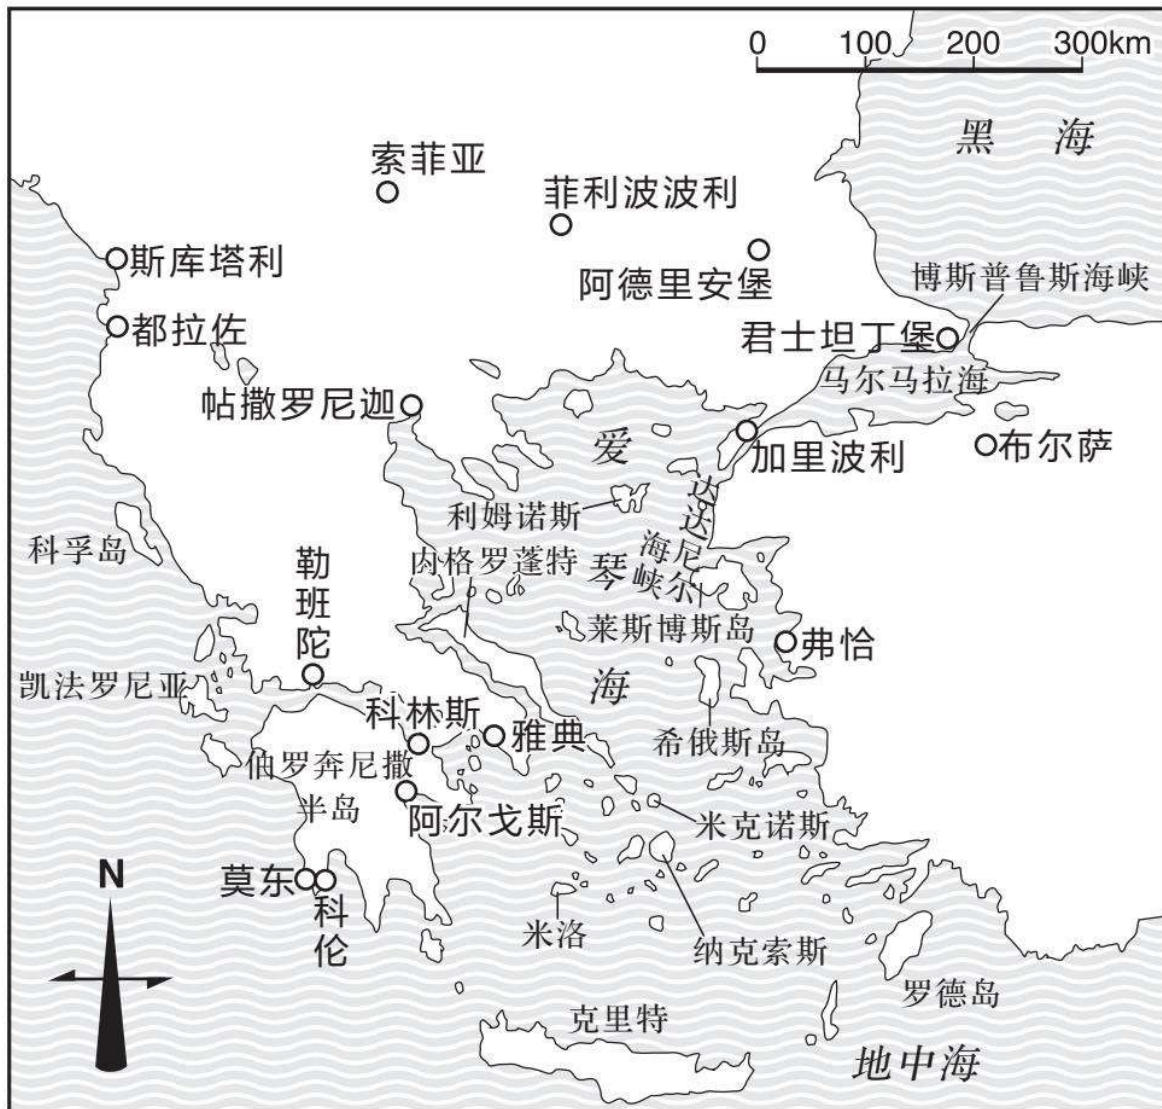 0 100 200 300km
黑 海
索菲亚
菲利波波利
斯库塔利
阿德里安堡
博斯普鲁斯海峡
都拉佐
君士坦丁堡
马尔马拉海
帖撒罗尼迦
加里波利
布尔萨
爱琴海
达达尼尔海峡
利姆诺斯
内格罗蓬特
科孚岛
勒班陀
莱斯博斯岛
弗恰
凯法罗尼亚
科林斯
雅典
希俄斯岛
伯罗奔尼撒
半岛
阿尔戈斯
米克诺斯
莫东
科伦
N
米洛
纳克索斯
罗德岛
克里特
地中海